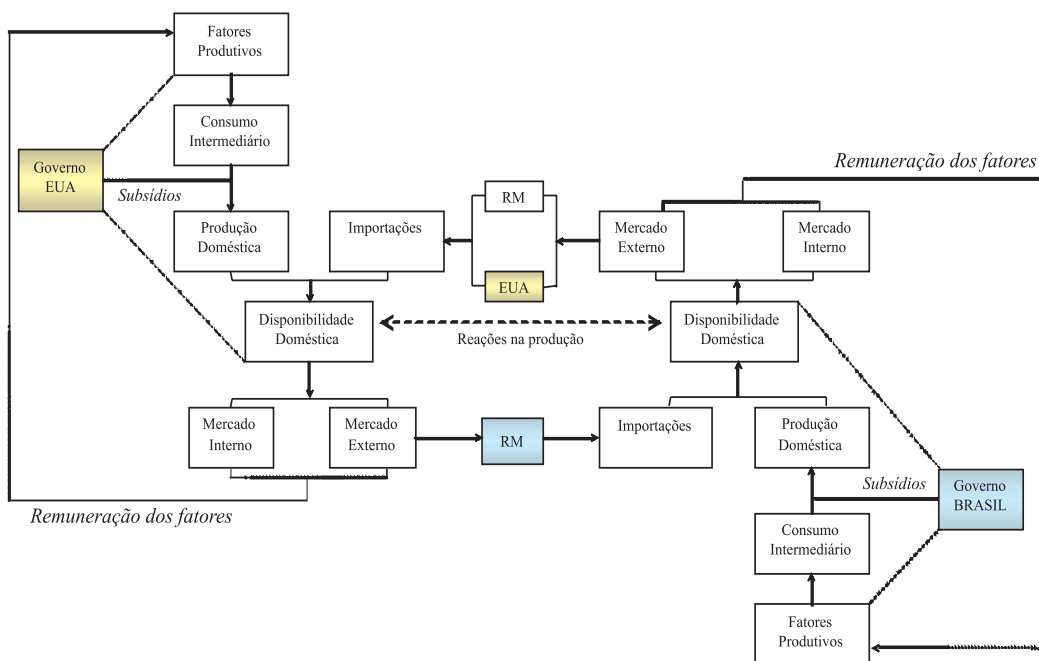 Fatores
Produtivos
Consumo
Intermediário
Governo
EUA
Subsídios
Produção
Doméstica
Importações
RM
EUA
Mercado
Externo
Mercado
Interno
Remuneração dos fatores
Disponibilidade
Doméstica
Reações na produção
Disponibilidade
Doméstica
Mercado
Interno
Mercado
Externo
RM
Importações
Produção
Doméstica
Remuneração dos fatores
Subsídios
Governo
BRASIL
Consumo
Intermediário
Fatores
Produtivos